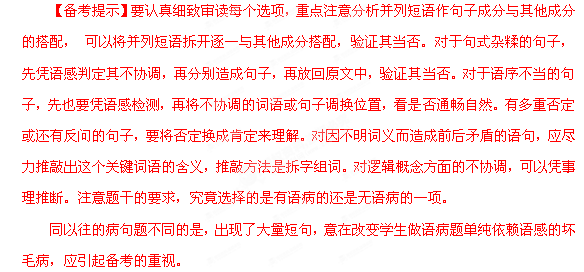 【备考提示】要认真细致审读每个选项，重点注意分析并列短语作句子成分与其他成分
的搭配， 可以将并列短语拆开逐一与其他成分搭配，验证其当否。对于句式杂糅的句子，
先凭语感判定其不协调，再分别造成句子，再放回原文中，验证其当否。对于语序不当的句
子，先也要凭语感检测，再将不协调的词语或句子调换位置，看是否通畅自然。有多重否定
或还有反问的句子，要将否定换成肯定来理解。对因不明词义而造成前后矛盾的语句，应尽
力推敲出这个关键词语的含义，推敲方法是拆字组词。对逻辑概念方面的不协调，可以凭事
理推断。注意题干的要求，究竟选择的是有语病的还是无语病的一项。
同以往的病句题不同的是，出现了大量短句，意在改变学生做语病题单纯依赖语感的坏
毛病，应引起备考的重视。